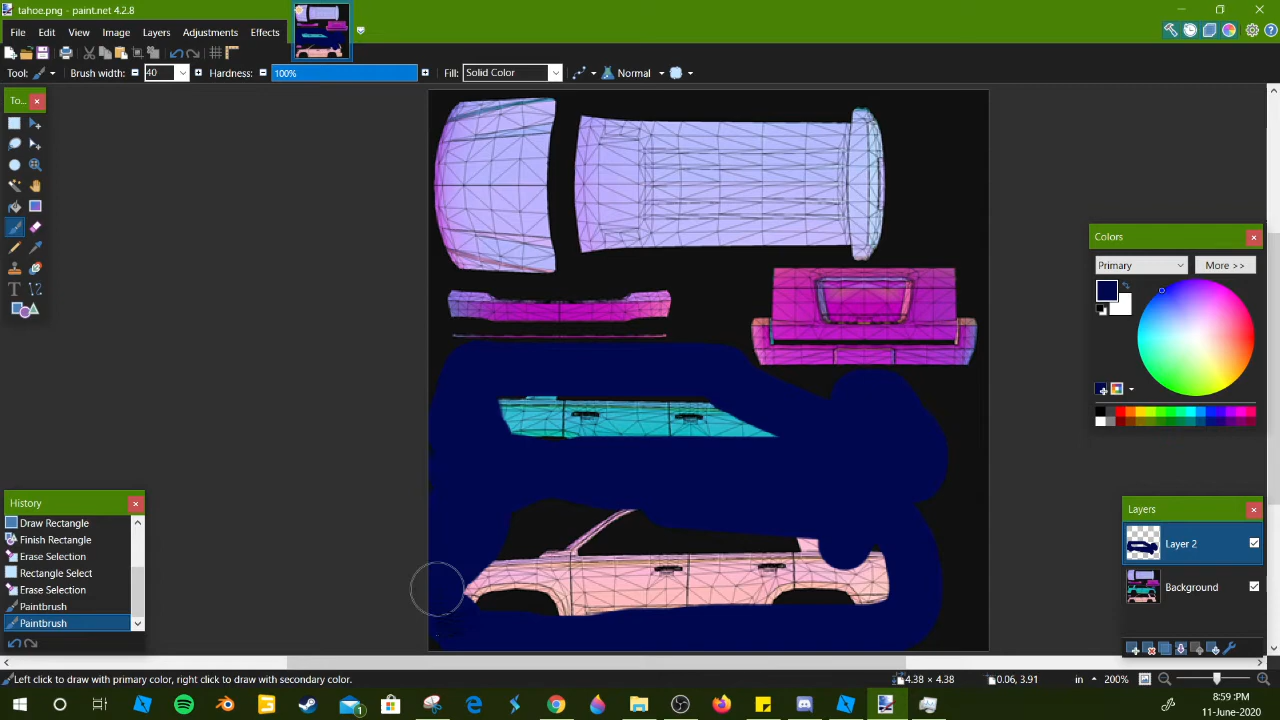 tahoe.png - paint.net 4.2.8
File Edit View Image Layers Adjustments Effects
Tool: Brush width: 40 Hardness: 100% Fill: Solid Color Normal
To...
Colors
Primary More >>
History
Draw Rectangle
Finish Rectangle
Erase Selection
Rectangle Select
Erase Selection
Paintbrush
Paintbrush
Layers
Layer 2
Background
Left click to draw with primary color, right click to draw with secondary color. 4.38 × 4.38 0.06, 3.91 in 200%
1
8:59 PM
11-June-2020